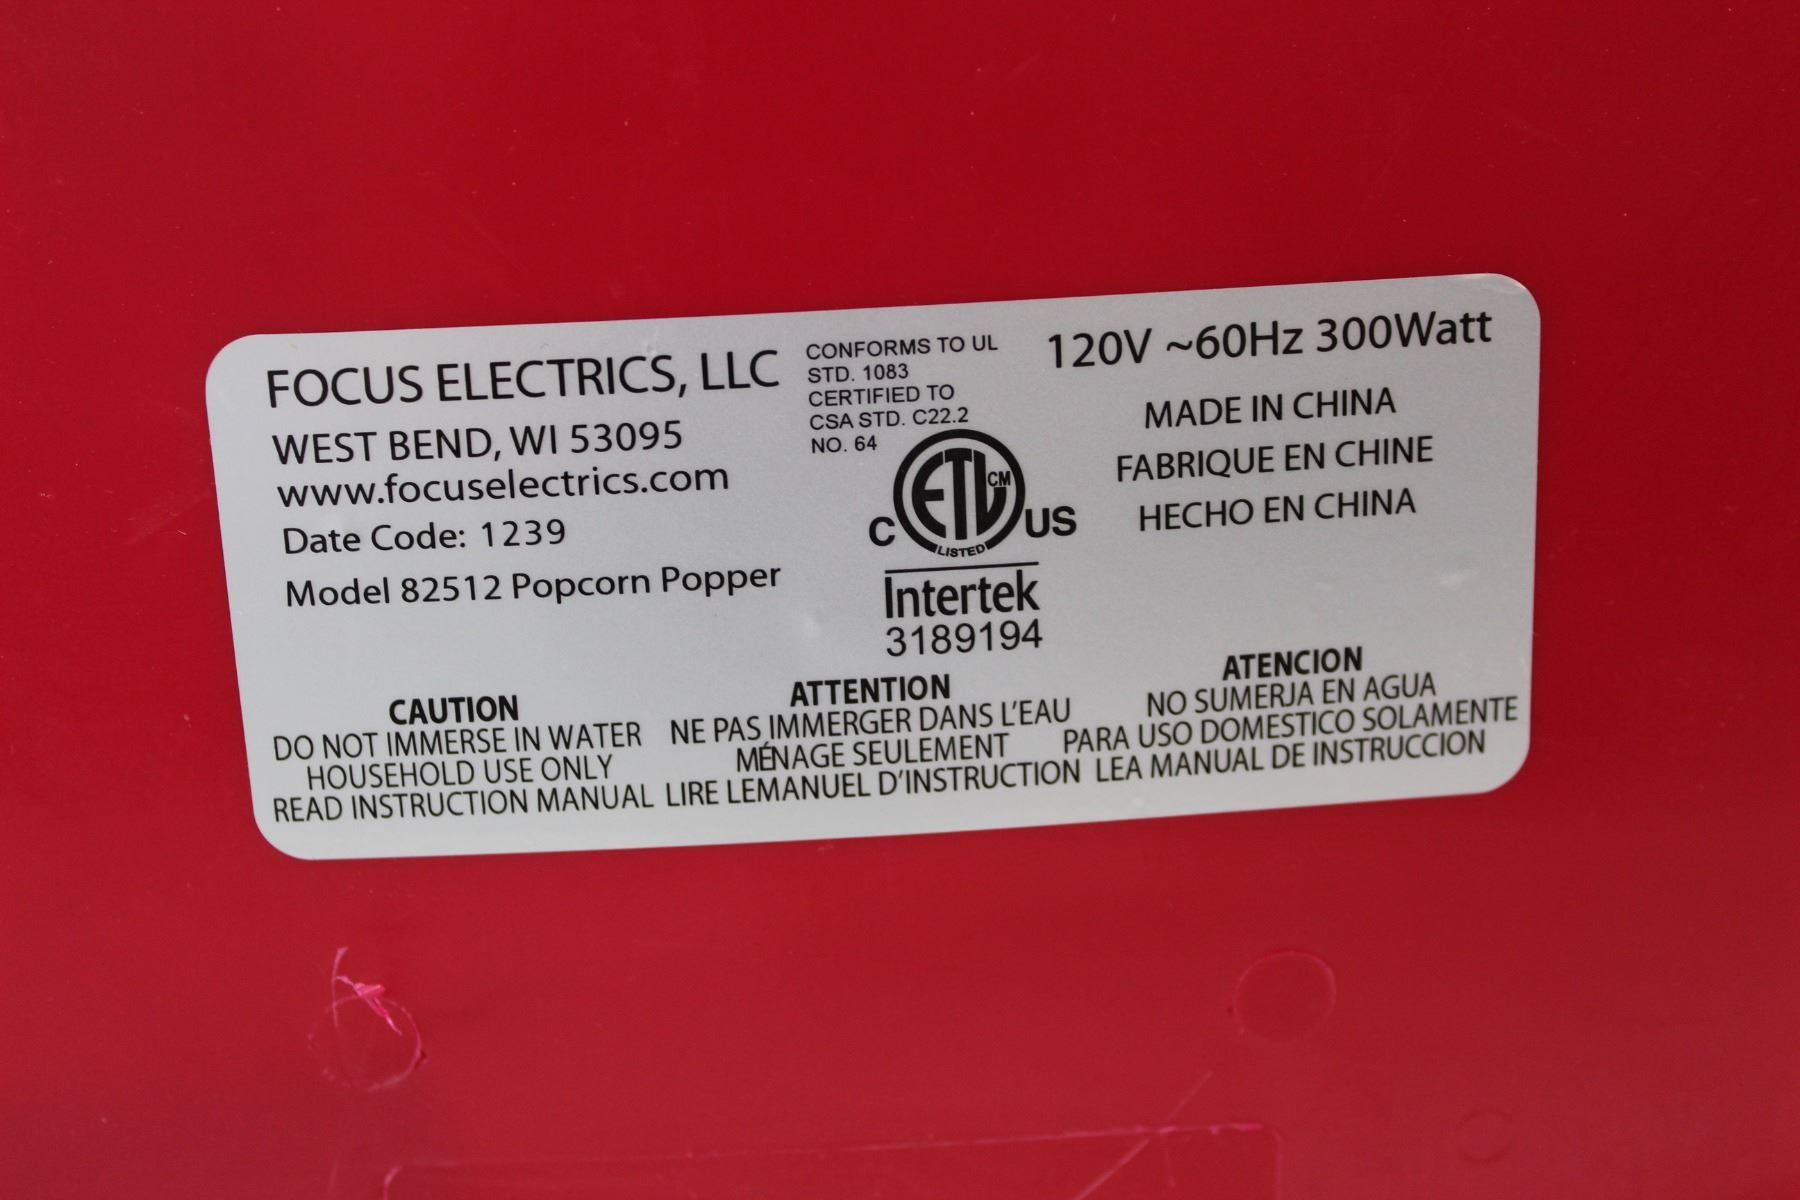 FOCUS ELECTRICS, LLC
WEST BEND, WI 53095
www.focuselectrics.com
Date Code: 1239
Model 82512 Popcorn Popper
CONFORMS TO UL
STD. 1083
CERTIFIED TO
CSA STD. C22.2
NO. 64
C ETL CM US
LISTED
Intertek
3189194
120V ~60Hz 300Watt
MADE IN CHINA
FABRIQUE EN CHINE
HECHO EN CHINA
CAUTION
DO NOT IMMERSE IN WATER
HOUSEHOLD USE ONLY
READ INSTRUCTION MANUAL
ATTENTION
NE PAS IMMERGER DANS L'EAU
MÉNAGE SEULEMENT
LIRE LEMANUEL D'INSTRUCTION
ATENCION
NO SUMERJA EN AGUA
PARA USO DOMESTICO SOLAMENTE
LEA MANUAL DE INSTRUCCION